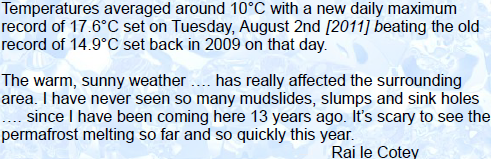 Temperatures averaged around 10°C with a new daily maximum
record of 17.6°C set on Tuesday, August 2nd [2011] beating the old
record of 14.9°C set back in 2009 on that day.
The warm, sunny weather .... has really affected the surrounding
area. I have never seen so many mudslides, slumps and sink holes
.... since I have been coming here 13 years ago. It's scary to see the
permafrost melting so far and so quickly this year.
Rai le Cotey